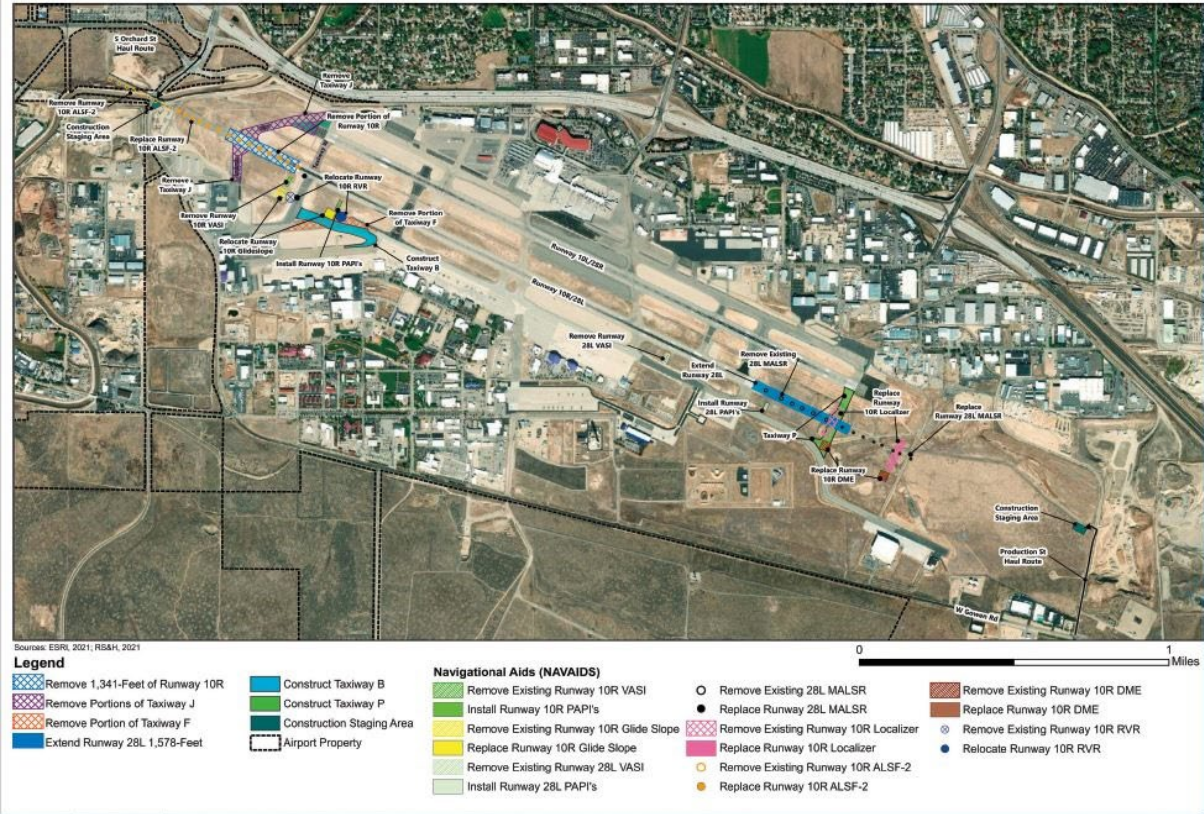 S Orchard St
Haul Route
Remove
Taxiway J
Remove Runway
10R ALSF-2
Construction
Staging Area
Replace Runway
10R ALSF-2
Remove Portion of
Runway 10R
Remove
Taxiway J
Relocate Runway
10R RVR
Remove Runway
10R VASI
Remove Portion
of Taxiway F
Relocate Runway
10R Glideslope
Install Runway 10R PAPI's
Construct
Taxiway B
Runway 10L/28R
Runway 10R/28L
Remove Runway
28L VASI
Extend
Runway 28L
Remove Existing
28L MALSR
Install Runway
28L PAPI's
Replace
Runway
10R Localizer
Replace
Runway 28L MALSR
Taxiway P
Replace Runway
10R DME
Construction
Staging Area
Production St
Haul Route
W Gowen Rd
Sources: ESRI, 2021; RS&H, 2021
0 1
Miles
Legend
Remove 1,341-Feet of Runway 10R
Remove Portions of Taxiway J
Remove Portion of Taxiway F
Extend Runway 28L 1,578-Feet
Construct Taxiway B
Construct Taxiway P
Construction Staging Area
Airport Property
Navigational Aids (NAVAIDS)
Remove Existing Runway 10R VASI
Install Runway 10R PAPI's
Remove Existing Runway 10R Glide Slope
Replace Runway 10R Glide Slope
Remove Existing Runway 28L VASI
Install Runway 28L PAPI's
Remove Existing 28L MALSR
Replace Runway 28L MALSR
Remove Existing Runway 10R Localizer
Replace Runway 10R Localizer
Remove Existing Runway 10R ALSF-2
Replace Runway 10R ALSF-2
Remove Existing Runway 10R DME
Replace Runway 10R DME
Remove Existing Runway 10R RVR
Relocate Runway 10R RVR